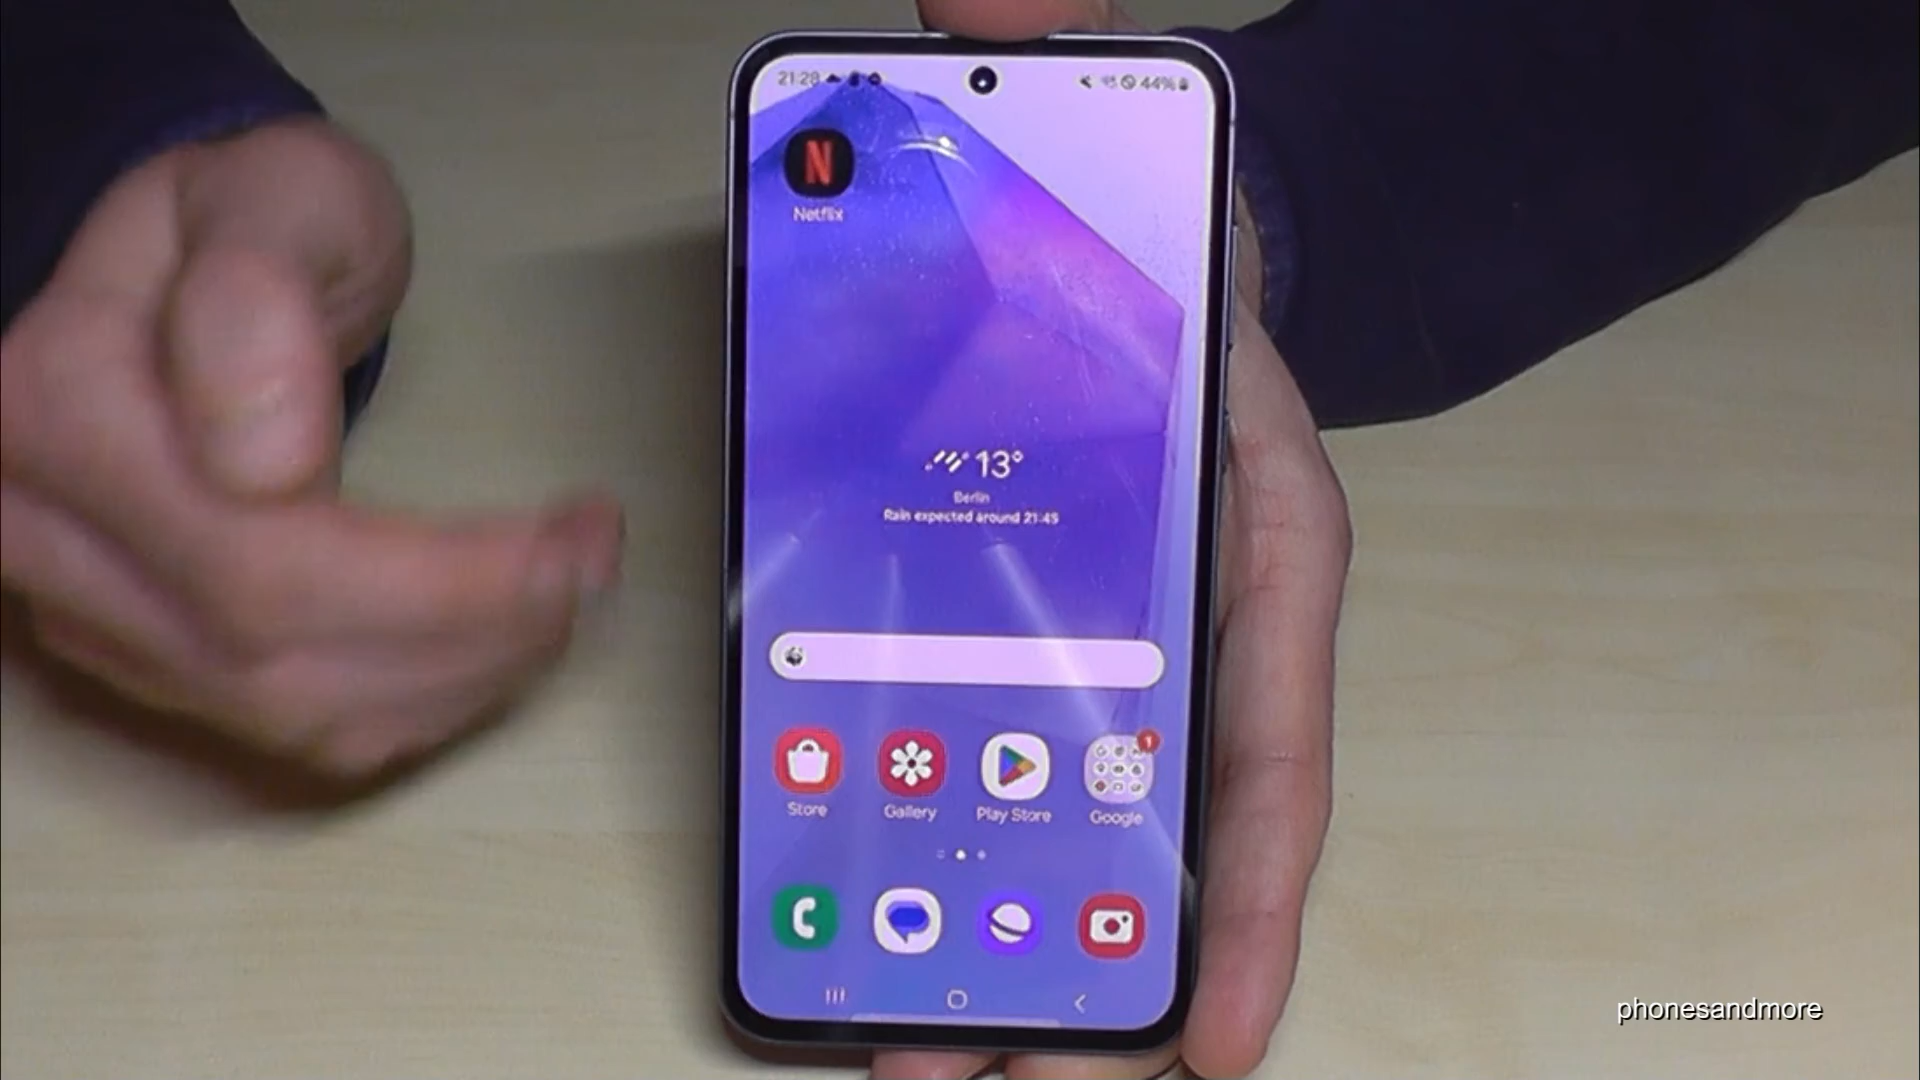 21:28
44%
N
Netflix
13°
Berlin
Rain expected around 21:45
1
Store
Gallery
Play Store
Google
phonesandmore